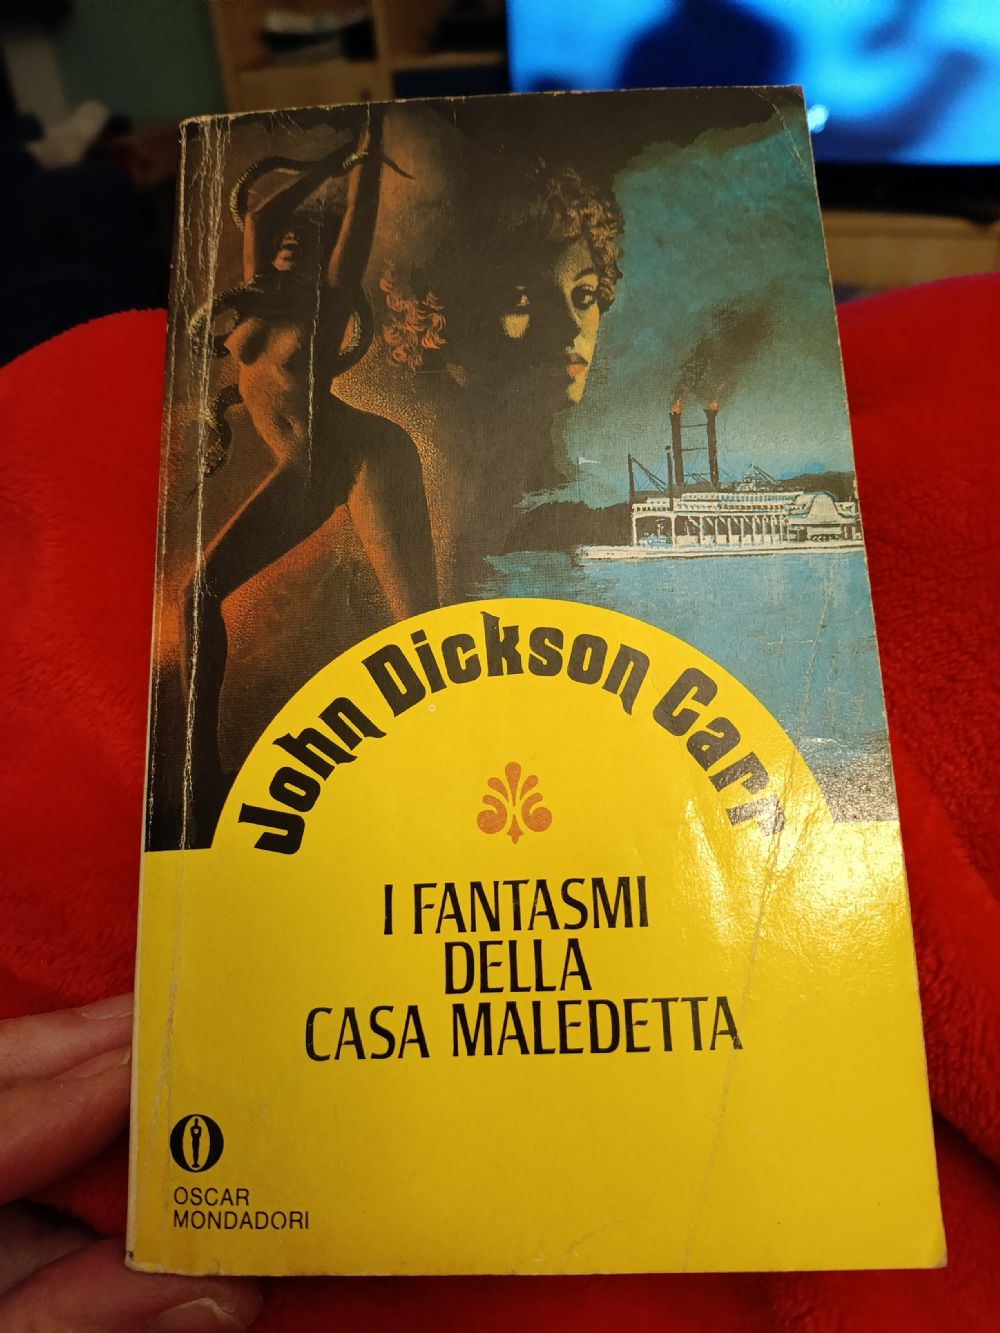 John Dickson Carr
I FANTASMI
DELLA
CASA MALEDETTA
OSCAR
MONDADORI